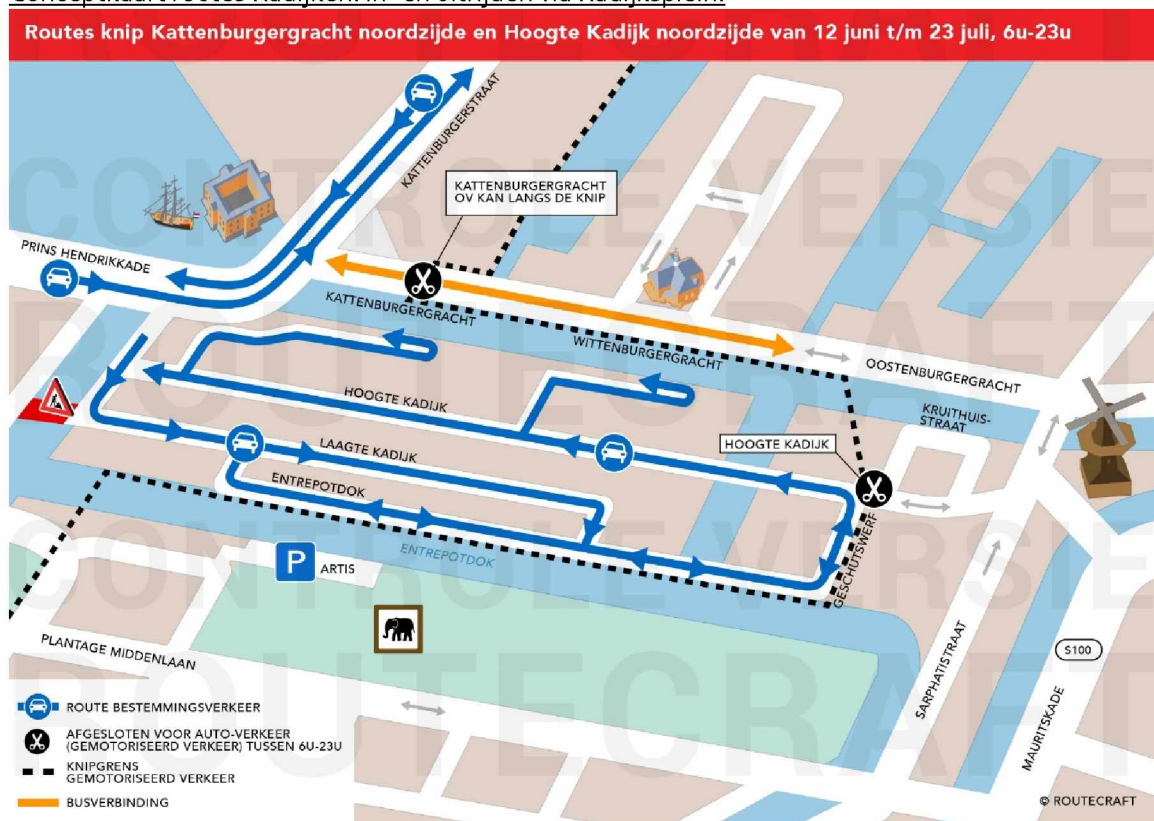 Conceptkaart routes Kadijken: in- en uitrijden via Kadijksplein.
Routes knip Kattenburgergracht noordzijde en Hoogte Kadijk noordzijde van 12 juni t/m 23 juli, 6u-23u
KATTENBURGERSTRAAT
KATTENBURGERGRACHT
OV KAN LANGS DE KNIP
PRINS HENDRIKKADE
KATTENBURGERGRACHT
WITTENBURGERGRACHT
OOSTENBURGERGRACHT
KRUITHUIS-
STRAAT
HOOGTE KADIJK
HOOGTE KADIJK
LAAGTE KADIJK
ENTREPOTDOK
ENTREPOTDOK
GESCHUTSWERF
P ARTIS
PLANTAGE MIDDENLAAN
SARPHATISTRAAT
S100
MAURITSKADE
ROUTE BESTEMMINGSVERKEER
AFGESLOTEN VOOR AUTO-VERKEER
(GEMOTORISEERD VERKEER) TUSSEN 6U-23U
KNIPGRENS
GEMOTORISEERD VERKEER
BUSVERBINDING
© ROUTECRAFT
CONTROLE VERSIE
ROUTECRAFT
CONTROLE VERSIE
ROUTECRAFT